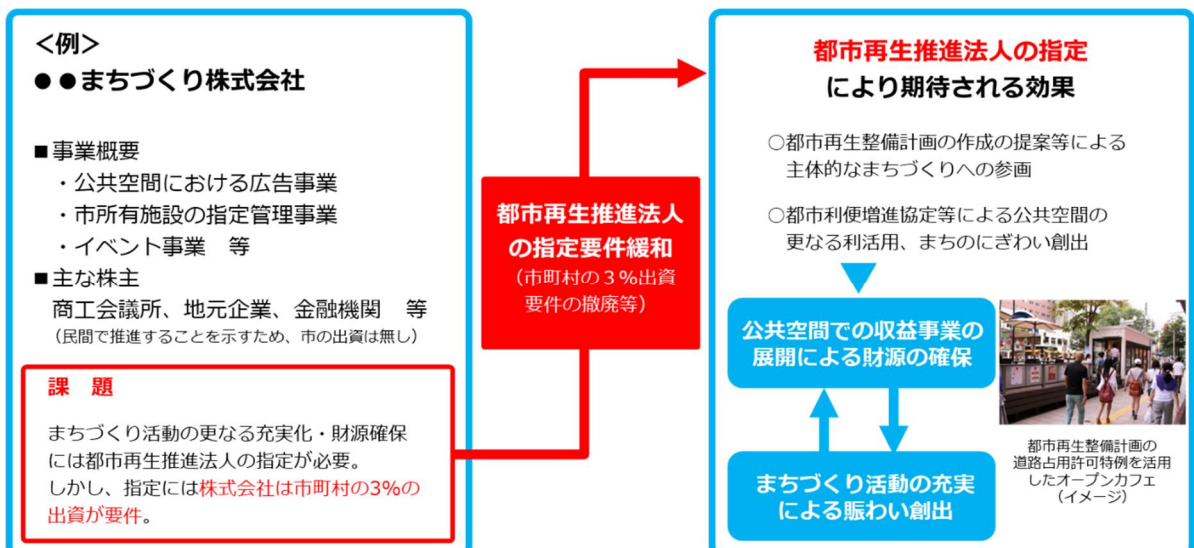 ＜例＞
●●まちづくり株式会社
■事業概要
・公共空間における広告事業
・市所有施設の指定管理事業
・イベント事業　等
■主な株主
商工会議所、地元企業、金融機関　等
（民間で推進することを示すため、市の出資は無し）
課　題
まちづくり活動の更なる充実化・財源確保
には都市再生推進法人の指定が必要。
しかし、指定には株式会社は市町村の3%の
出資が要件。
都市再生推進法人
の指定要件緩和
（市町村の３％出資
要件の撤廃等）
都市再生推進法人の指定
により期待される効果
○都市再生整備計画の作成の提案等による
主体的なまちづくりへの参画
○都市利便増進協定等による公共空間の
更なる利活用、まちのにぎわい創出
公共空間での収益事業の
展開による財源の確保
まちづくり活動の充実
による賑わい創出
都市再生整備計画の
道路占用許可特例を活用
したオープンカフェ
（イメージ）